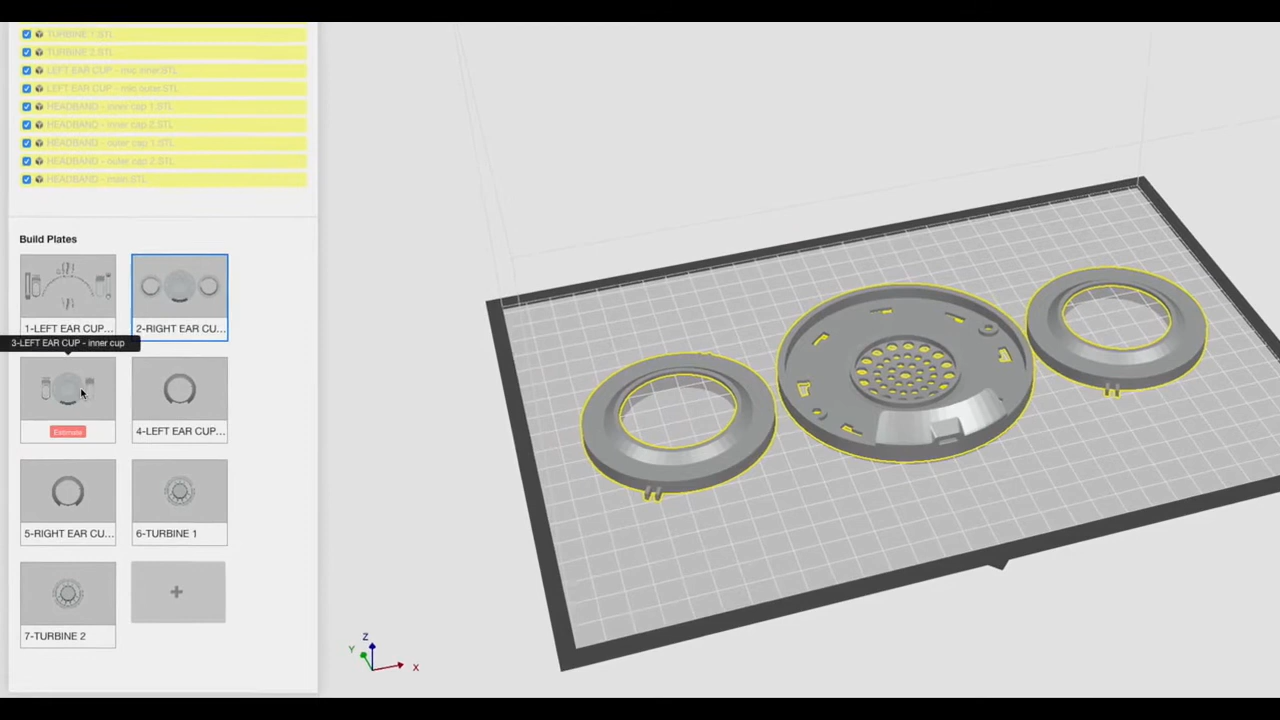 TURBINE 1.STL
TURBINE 2.STL
LEFT EAR CUP - mic inner.STL
LEFT EAR CUP - mic outer.STL
HEADBAND - inner cap 1.STL
HEADBAND - inner cap 2.STL
HEADBAND - outer cap 1.STL
HEADBAND - outer cap 2.STL
HEADBAND - main.STL
Build Plates
1-LEFT EAR CUP...
2-RIGHT EAR CU...
3-LEFT EAR CUP - inner cup
Estimate
4-LEFT EAR CUP...
5-RIGHT EAR CU...
6-TURBINE 1
7-TURBINE 2
+
Z
Y
X